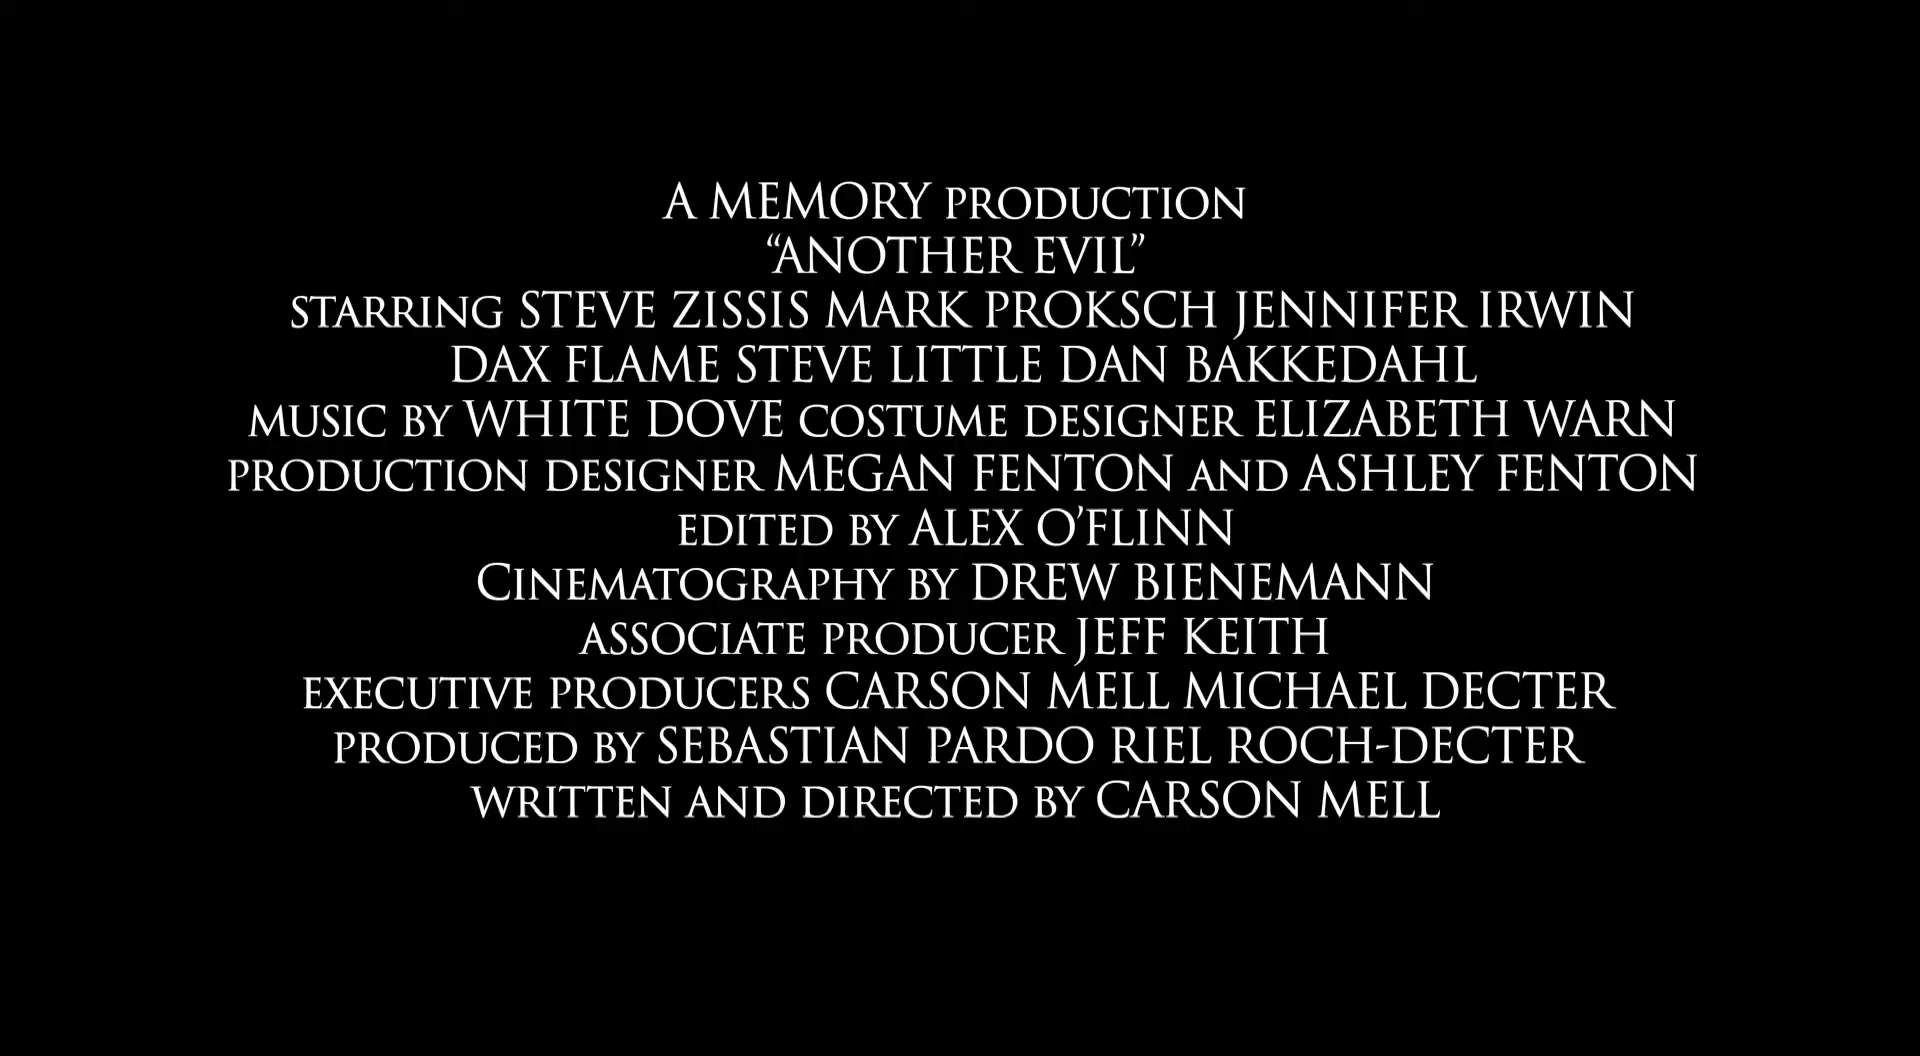 A MEMORY PRODUCTION
“ANOTHER EVIL”
STARRING STEVE ZISSIS MARK PROKSCH JENNIFER IRWIN
DAX FLAME STEVE LITTLE DAN BAKKEDAHL
MUSIC BY WHITE DOVE COSTUME DESIGNER ELIZABETH WARN
PRODUCTION DESIGNER MEGAN FENTON AND ASHLEY FENTON
EDITED BY ALEX O’FLINN
CINEMATOGRAPHY BY DREW BIENEMANN
ASSOCIATE PRODUCER JEFF KEITH
EXECUTIVE PRODUCERS CARSON MELL MICHAEL DECTER
PRODUCED BY SEBASTIAN PARDO RIEL ROCH-DECTER
WRITTEN AND DIRECTED BY CARSON MELL